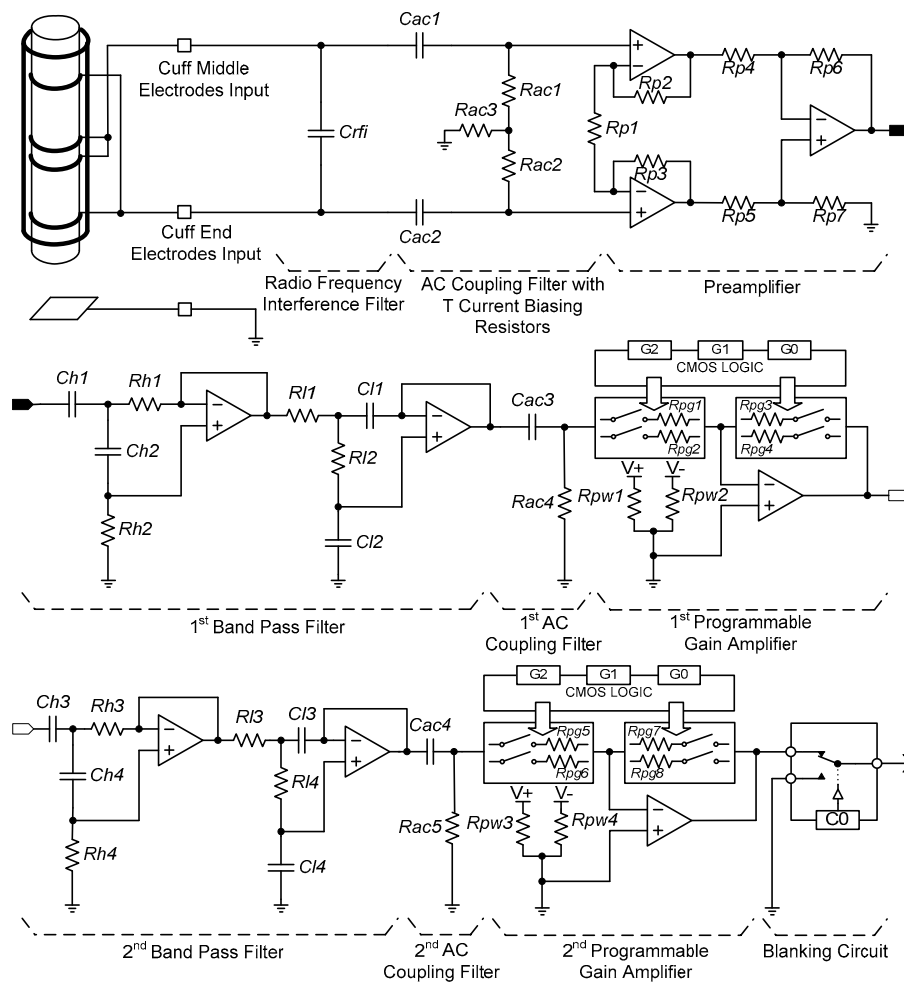 Cac1
Cuff Middle
Electrodes Input
Crfi
Rac3
Rac1
Rac2
Rp1
Rp2
Rp3
Rp4
Rp6
Rp5
Rp7
Cac2
Cuff End
Electrodes Input
Radio Frequency
Interference Filter
AC Coupling Filter with
T Current Biasing
Resistors
Preamplifier
G2 G1 G0
CMOS LOGIC
Ch1
Rh1
Rl1
Cl1
Cac3
Rpg1
Rpg2
Rpg3
Rpg4
Ch2
Rl2
V+ V-
Rpw1
Rpw2
Rac4
Rh2
Cl2
1st Band Pass Filter
1st AC
Coupling Filter
1st Programmable
Gain Amplifier
G2 G1 G0
CMOS LOGIC
Ch3
Rh3
Rl3
Cl3
Cac4
Rpg5
Rpg6
Rpg7
Rpg8
Ch4
Rl4
V+ V-
Rpw3
Rpw4
Rac5
C0
Rh4
Cl4
2nd Band Pass Filter
2nd AC
Coupling Filter
2nd Programmable
Gain Amplifier
Blanking Circuit